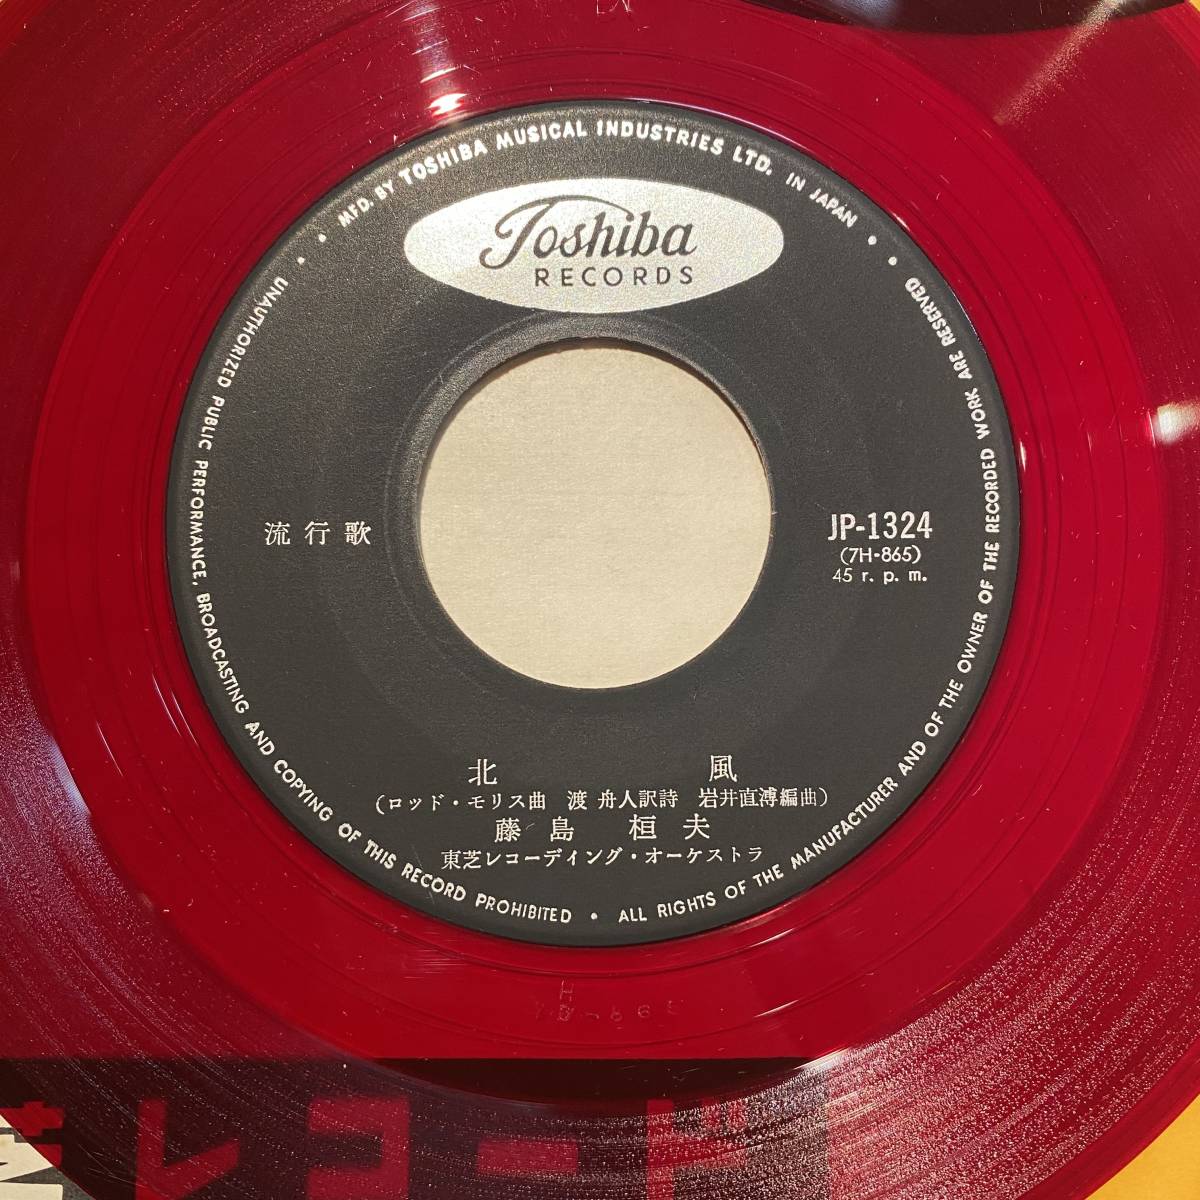 MFD. BY TOSHIBA MUSICAL INDUSTRIES LTD. IN JAPAN
Toshiba
RECORDS
流行歌
JP-1324
(7H-865)
45 r. p. m.
北 風
(ロッド・モリス曲 渡 舟人訳詩 岩井直溥編曲)
藤島 桓夫
東芝レコーディング・オーケストラ
UNAUTHORIZED PUBLIC PERFORMANCE, BROADCASTING AND COPYING OF THIS RECORD PROHIBITED • ALL RIGHTS OF THE MANUFACTURER AND OF THE OWNER OF THE RECORDED WORK ARE RESERVED
レコード